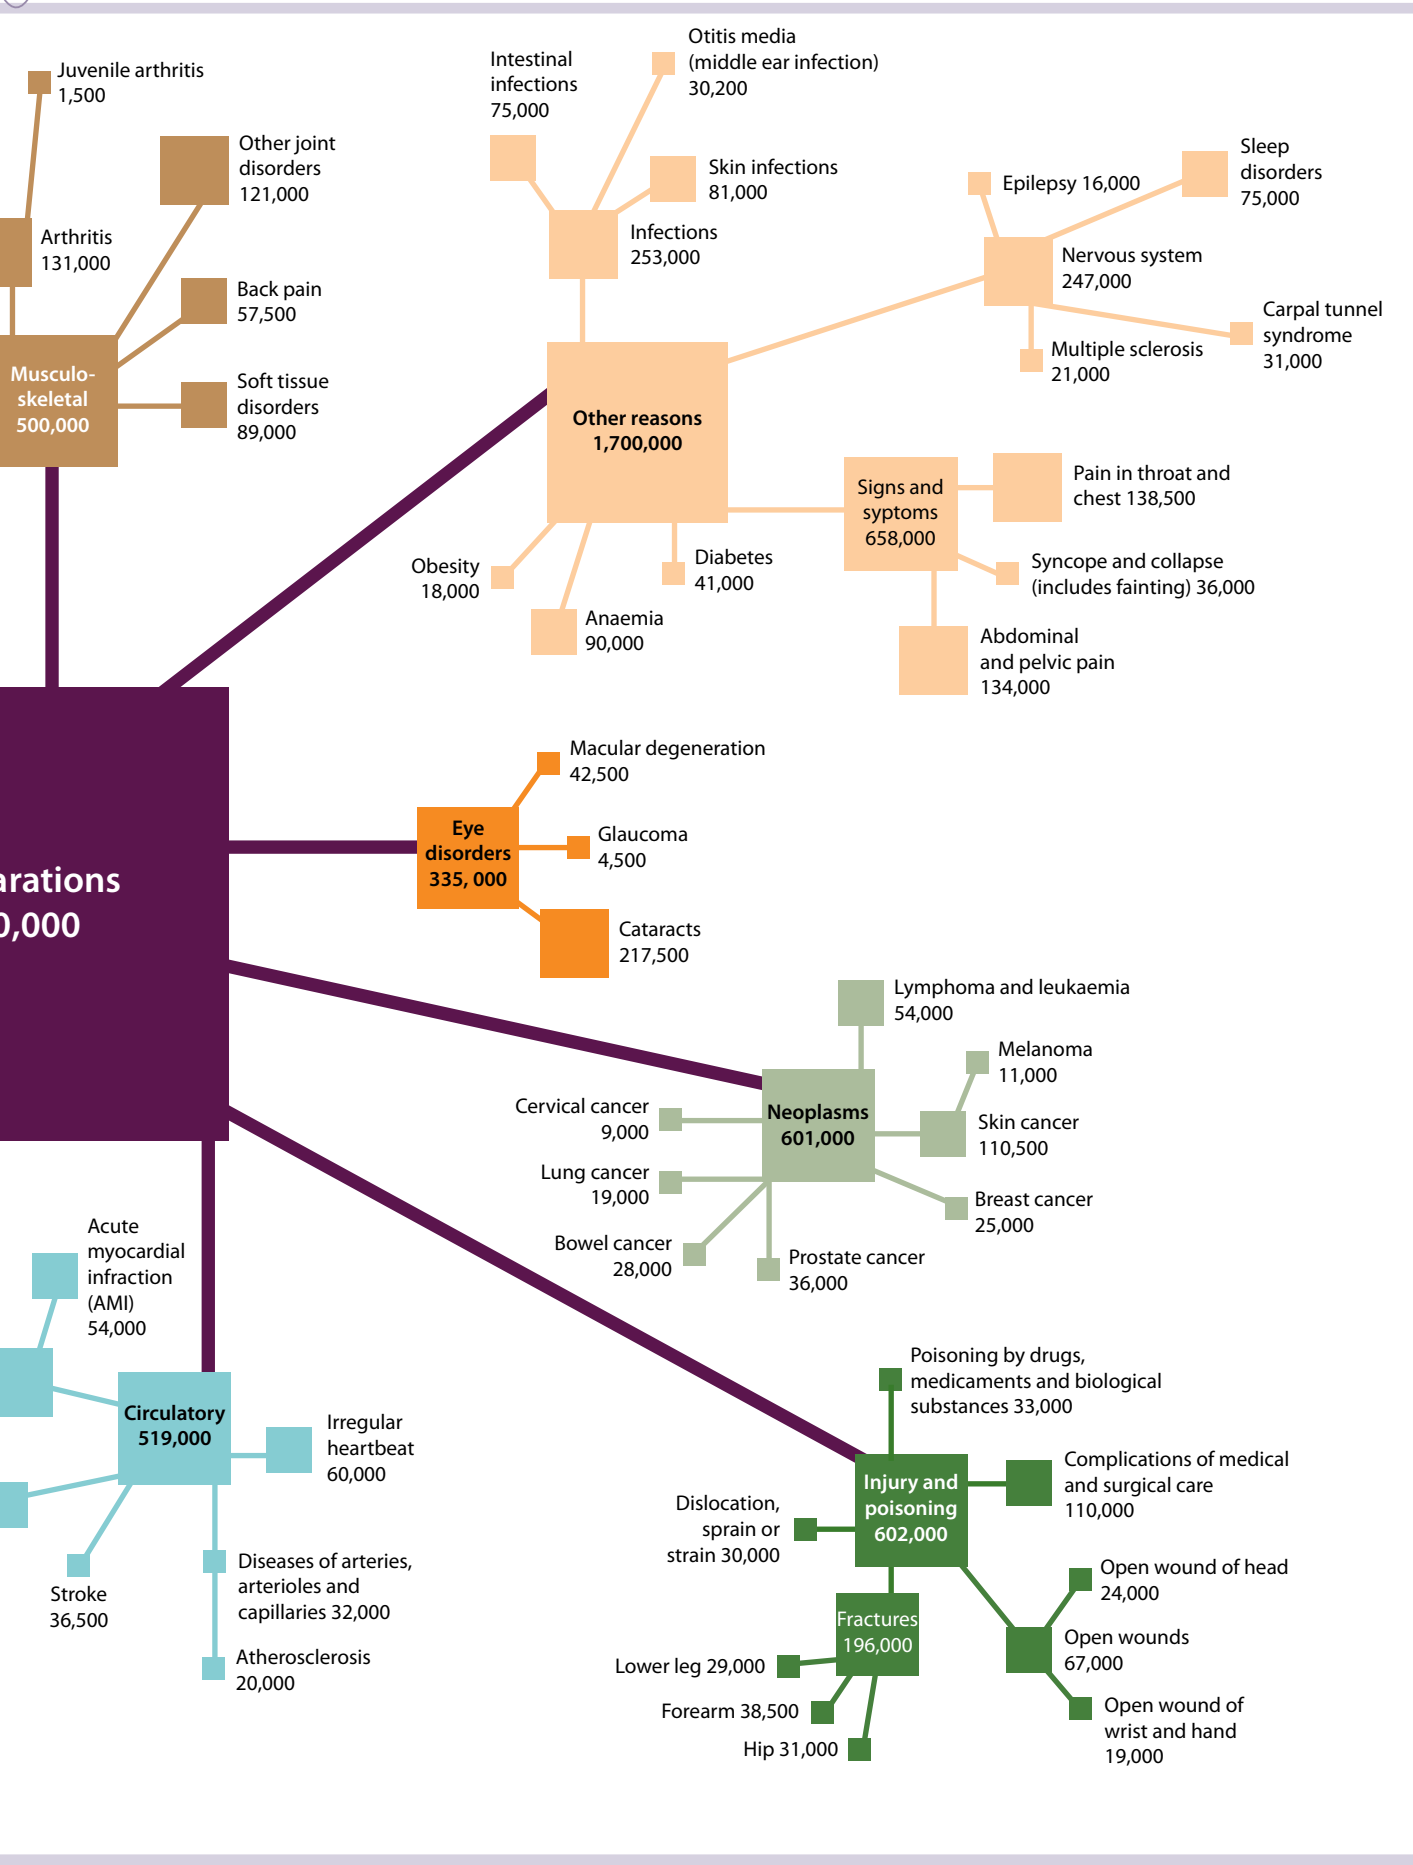 Juvenile arthritis
1,500
Other joint
disorders
121,000
Arthritis
131,000
Back pain
57,500
Musculo-
skeletal
500,000
Soft tissue
disorders
89,000
Intestinal
infections
75,000
Otitis media
(middle ear infection)
30,200
Skin infections
81,000
Infections
253,000
Epilepsy 16,000
Sleep
disorders
75,000
Nervous system
247,000
Carpal tunnel
syndrome
31,000
Multiple sclerosis
21,000
Other reasons
1,700,000
Signs and
syptoms
658,000
Pain in throat and
chest 138,500
Syncope and collapse
(includes fainting) 36,000
Abdominal
and pelvic pain
134,000
Obesity
18,000
Anaemia
90,000
Diabetes
41,000
arations
0,000
Macular degeneration
42,500
Eye
disorders
335, 000
Glaucoma
4,500
Cataracts
217,500
Lymphoma and leukaemia
54,000
Melanoma
11,000
Neoplasms
601,000
Skin cancer
110,500
Cervical cancer
9,000
Lung cancer
19,000
Breast cancer
25,000
Bowel cancer
28,000
Prostate cancer
36,000
Acute
myocardial
infraction
(AMI)
54,000
Circulatory
519,000
Irregular
heartbeat
60,000
Stroke
36,500
Diseases of arteries,
arterioles and
capillaries 32,000
Atherosclerosis
20,000
Poisoning by drugs,
medicaments and biological
substances 33,000
Injury and
poisoning
602,000
Complications of medical
and surgical care
110,000
Dislocation,
sprain or
strain 30,000
Open wound of head
24,000
Fractures
196,000
Open wounds
67,000
Lower leg 29,000
Forearm 38,500
Hip 31,000
Open wound of
wrist and hand
19,000